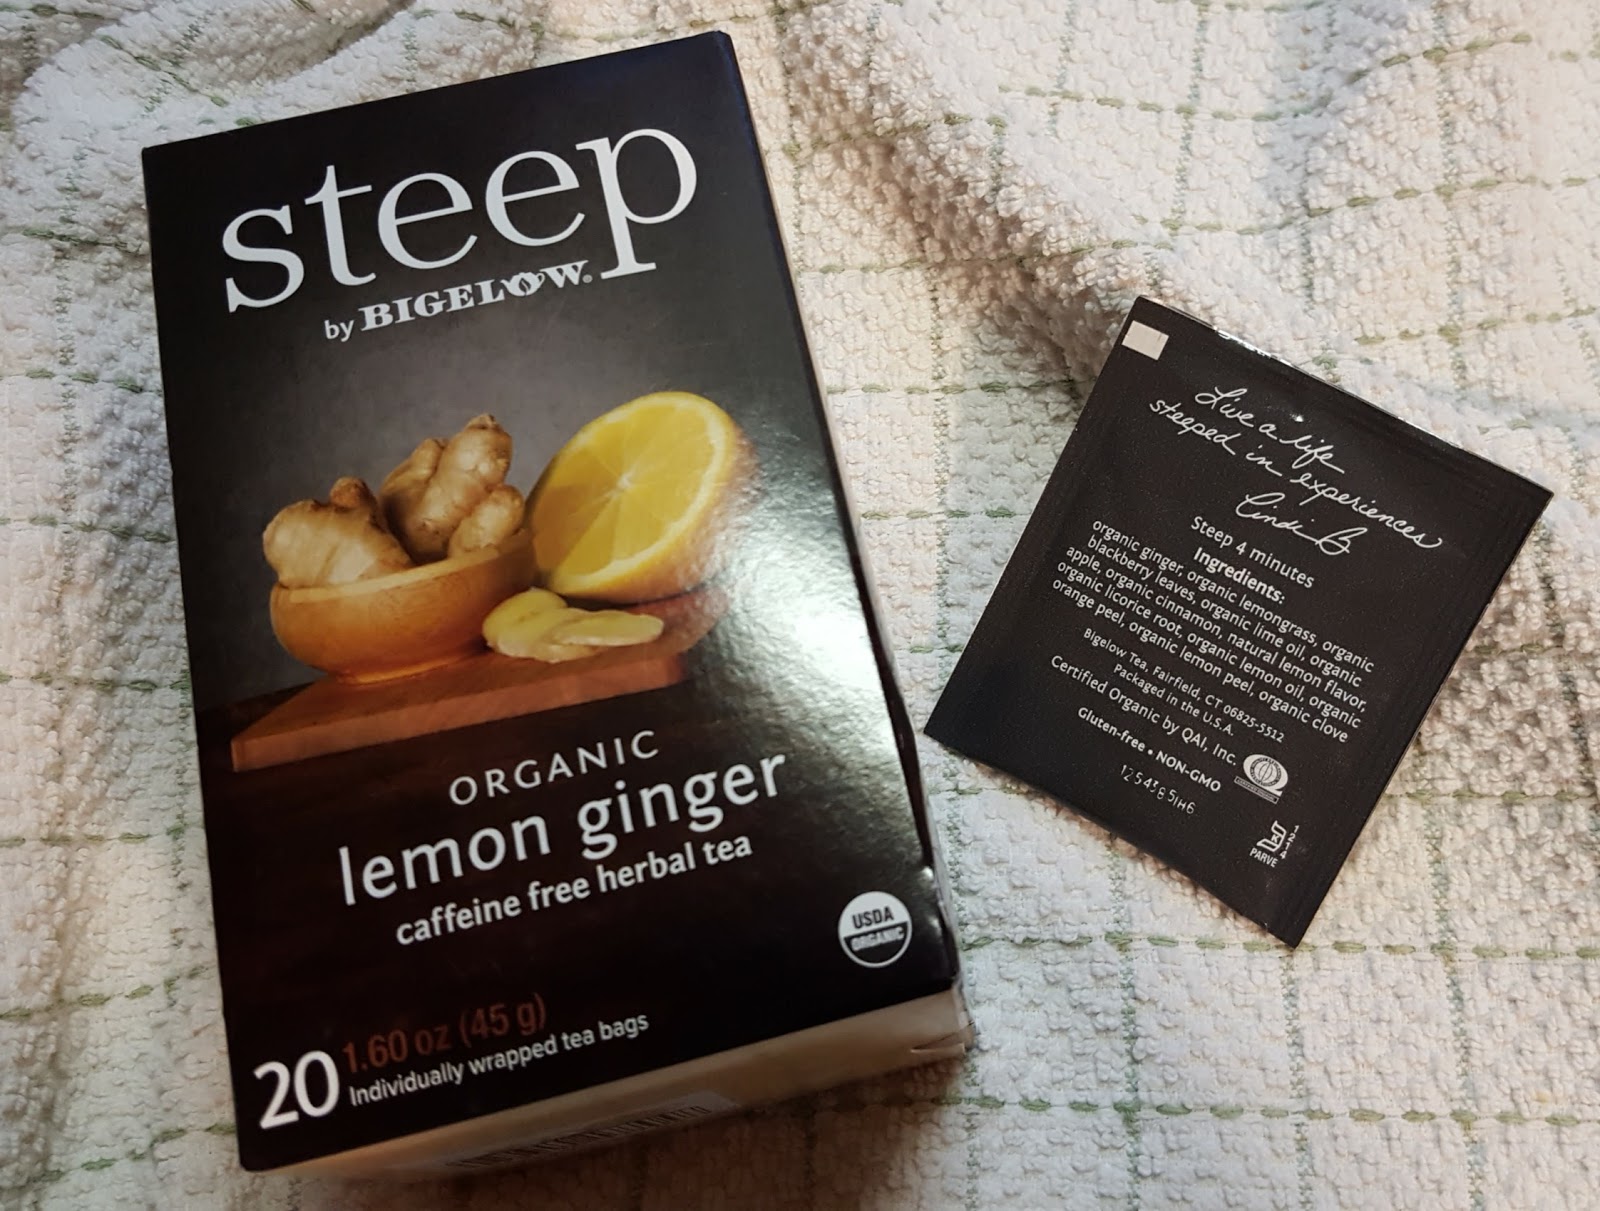 steep
by BIGELOW®
ORGANIC
lemon ginger
caffeine free herbal tea
USDA
ORGANIC
20
1.60 oz (45 g)
Individually wrapped tea bags
Live a life
steeped in experiences
Cindi B
Steep 4 minutes
Ingredients:
organic ginger, organic lemongrass, organic
blackberry leaves, organic lime oil, organic
apple, organic cinnamon, natural lemon flavor,
organic licorice root, organic lemon oil, organic
orange peel, organic lemon peel, organic clove
Bigelow Tea, Fairfield, CT 06825-5512
Packaged in the U.S.A.
Certified Organic by QAI, Inc.
Gluten-free • NON-GMO
K
1214
PARVE